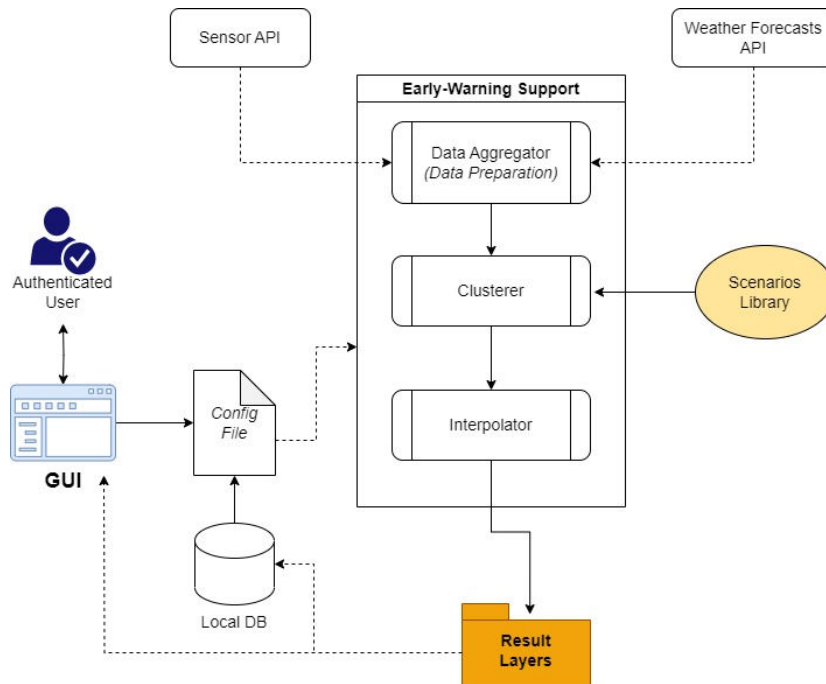 Sensor API
Weather Forecasts
API
Early-Warning Support
Data Aggregator
(Data Preparation)
Authenticated
User
Clusterer
Scenarios
Library
Config
File
Interpolator
GUI
Local DB
Result
Layers